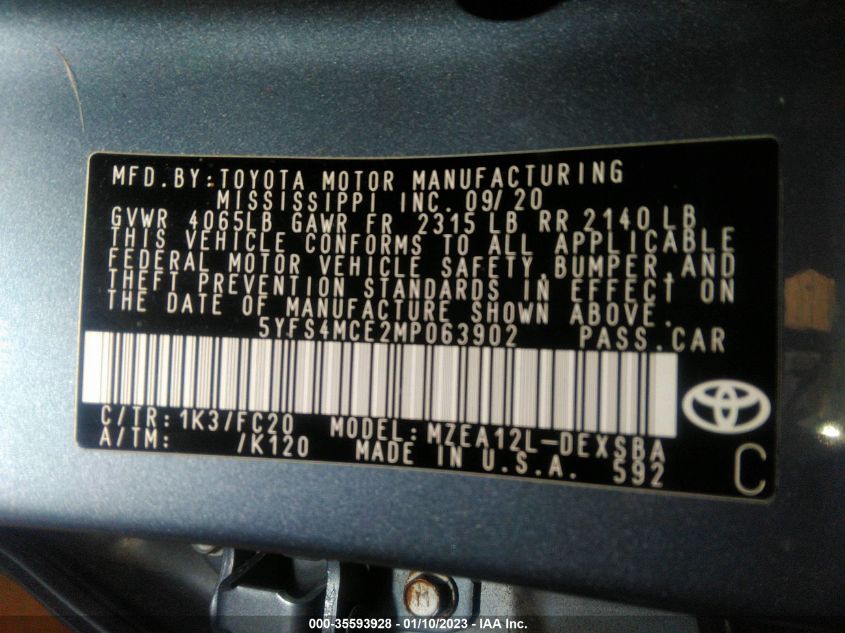 MFD.BY:TOYOTA MOTOR MANUFACTURING
MISSISSIPPI INC. 09/20
GVWR 4065LB GAWR FR 2315 LB RR 2140 LB
THIS VEHICLE CONFORMS TO ALL APPLICABLE
FEDERAL MOTOR VEHICLE SAFETY,BUMPER,AND
THEFT PREVENTION STANDARDS IN EFFECT ON
THE DATE OF MANUFACTURE SHOWN ABOVE.
5YFS4MCE2MP063902 PASS.CAR
C/TR:1K3/FC20 MODEL:MZEA12L-DEXSBA
A/TM: /K120 MADE IN U.S.A. 592
C
000-35593928 - 01/10/2023 - IAA Inc.